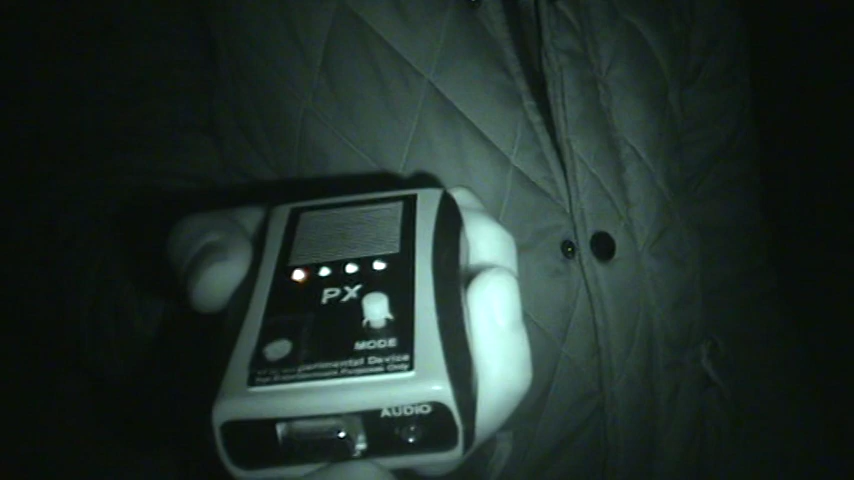 PX
MODE
Experimental Device
For Entertainment Purposes Only
AUDIO